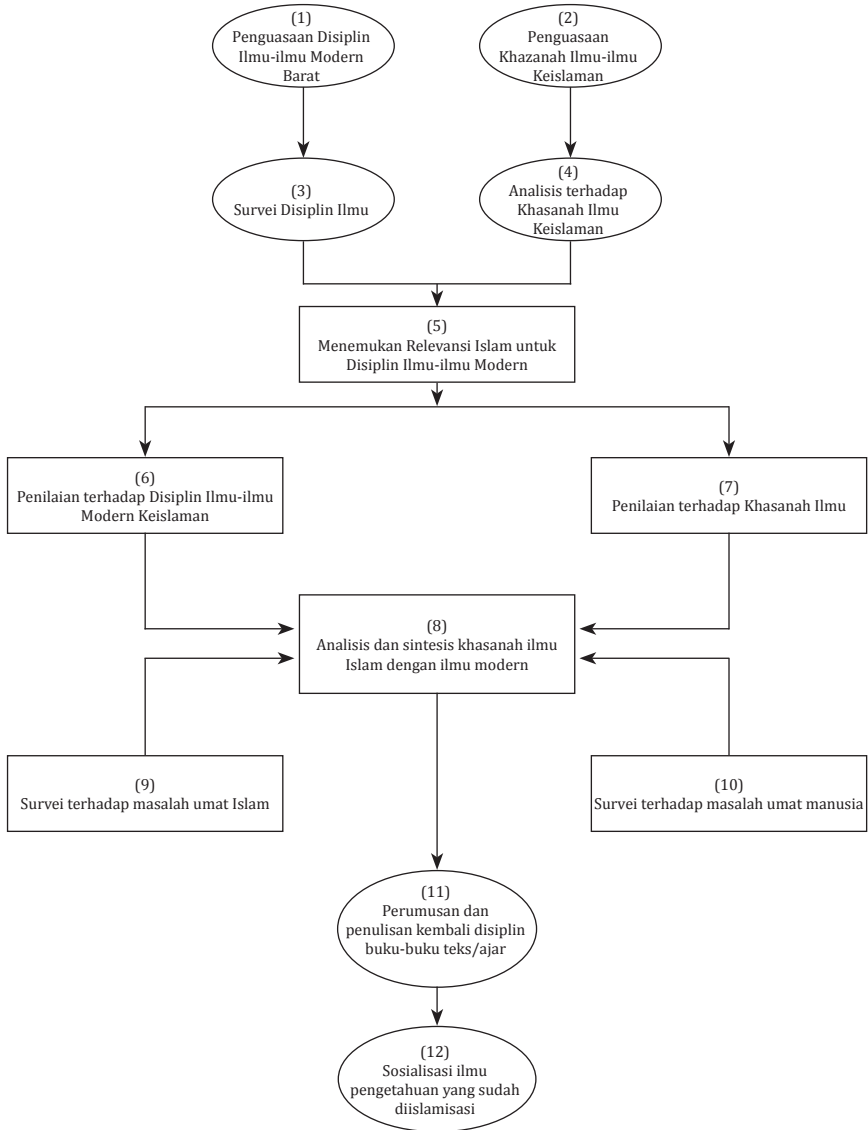 (1)
Penguasaan Disiplin
Ilmu-ilmu Modern
Barat
(2)
Penguasaan
Khazanah Ilmu-ilmu
Keislaman
(3)
Survei Disiplin Ilmu
(4)
Analisis terhadap
Khasanah Ilmu
Keislaman
(5)
Menemukan Relevansi Islam untuk
Disiplin Ilmu-ilmu Modern
(6)
Penilaian terhadap Disiplin Ilmu-ilmu
Modern Keislaman
(7)
Penilaian terhadap Khasanah Ilmu
(8)
Analisis dan sintesis khasanah ilmu
Islam dengan ilmu modern
(9)
Survei terhadap masalah umat Islam
(10)
Survei terhadap masalah umat manusia
(11)
Perumusan dan
penulisan kembali disiplin
buku-buku teks/ajar
(12)
Sosialisasi ilmu
pengetahuan yang sudah
diislamisasi